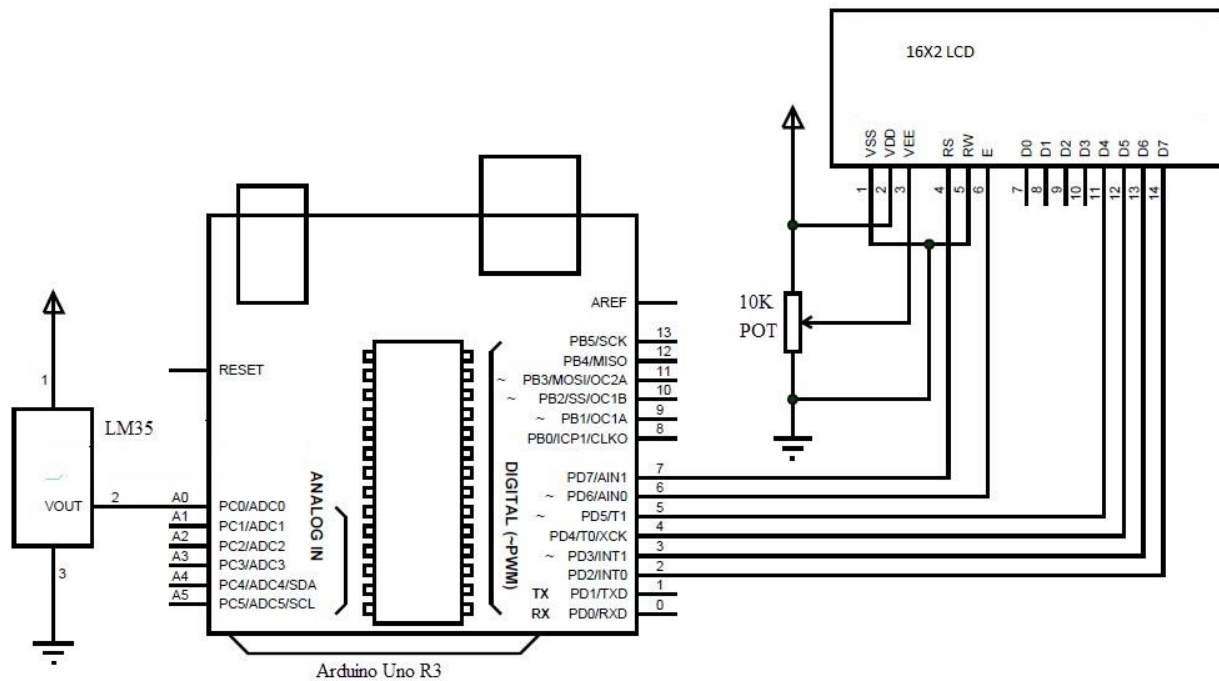 16X2 LCD
VSS
VDD
VEE
RS
RW
E
D0
D1
D2
D3
D4
D5
D6
D7
1
2
3
4
5
6
7
8
9
10
11
12
13
14
10K
POT
AREF
PB5/SCK 13
PB4/MISO 12
~ PB3/MOSI/OC2A 11
~ PB2/SS/OC1B 10
~ PB1/OC1A 9
PB0/ICP1/CLKO 8
RESET
1
LM35
VOUT 2
3
A0 PC0/ADC0
A1 PC1/ADC1
A2 PC2/ADC2
A3 PC3/ADC3
A4 PC4/ADC4/SDA
A5 PC5/ADC5/SCL
ANALOG IN
DIGITAL (~PWM)
PD7/AIN1 7
~ PD6/AIN0 6
~ PD5/T1 5
PD4/T0/XCK 4
~ PD3/INT1 3
PD2/INT0 2
TX PD1/TXD 1
RX PD0/RXD 0
Arduino Uno R3